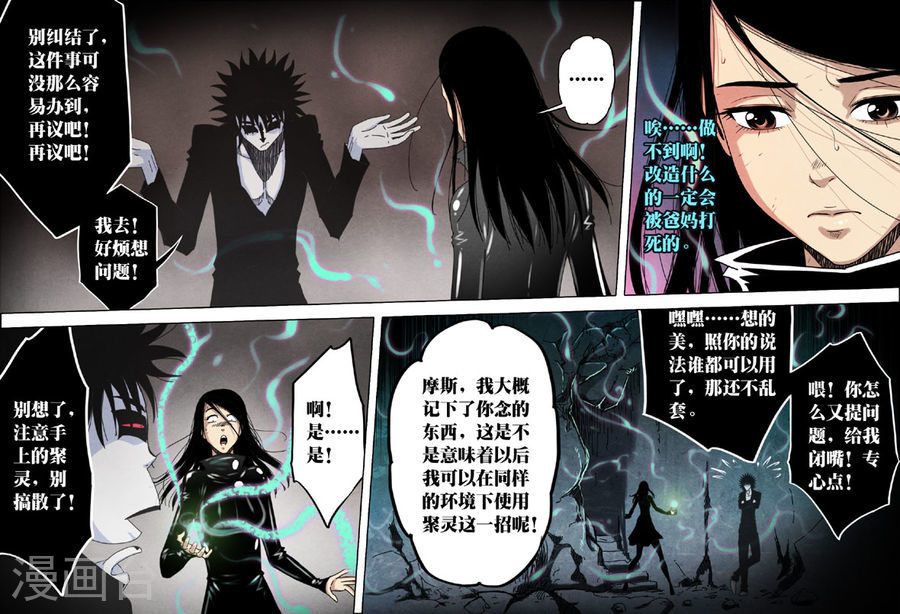 别纠结了，
这件事可
没那么容
易办到，
再议吧！
再议吧！
我去！
好烦想
问题！
……
唉……做
不到啊！
改造什么
的一定会
被爸妈打
死的。
别想了，
注意手
上的聚
灵，别
搞散了！
啊！
是……
是！
摩斯，我大概
记下了你念的
东西，这是不
是意味着以后
我可以在同样
的环境下使用
聚灵这一招呢！
嘿嘿……想的
美，照你的说
法谁都可以用
了，那还不乱
套。
喂！你怎
么又提问
题，给我
闭嘴！专
心点！
漫画台